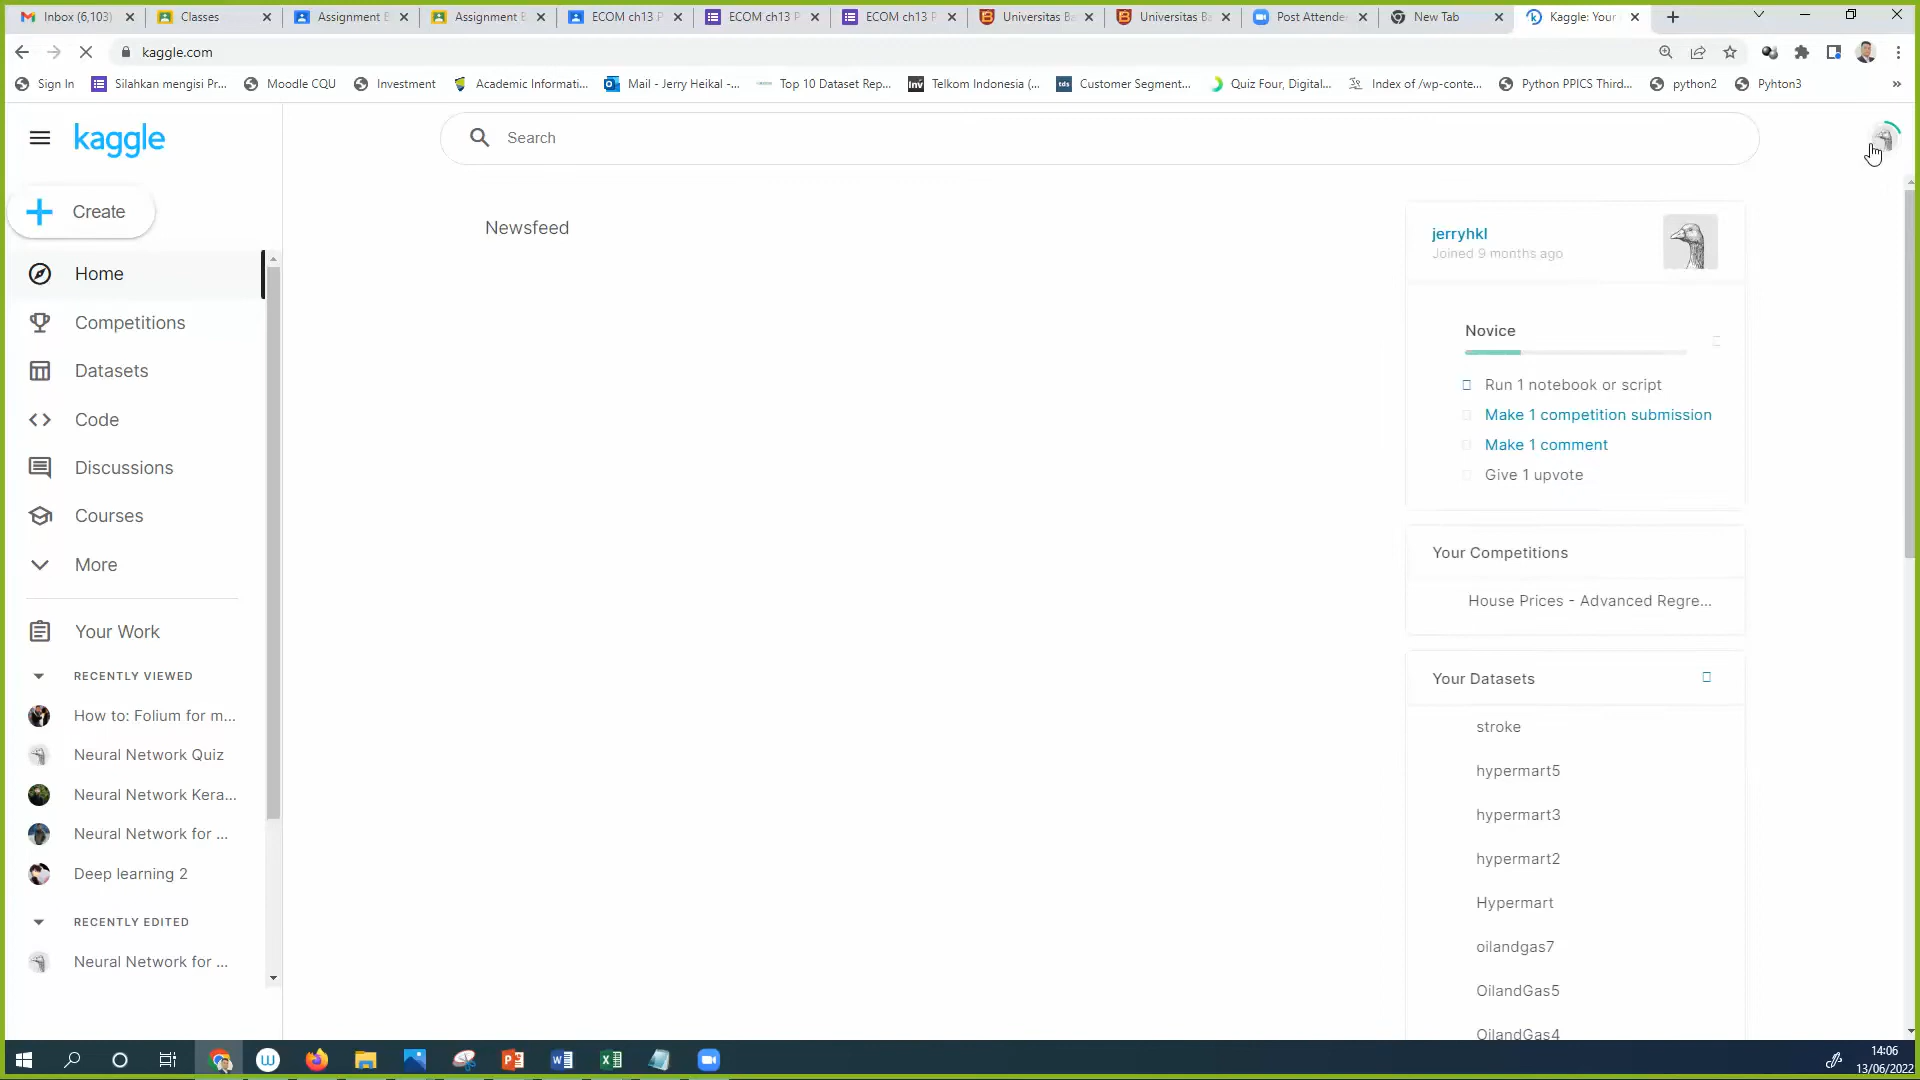 Inbox (6,103)
Classes
Assignment
Assignment
ECOM ch13 P
ECOM ch13 P
ECOM ch13 P
Universitas Ba
Universitas Ba
Post Attende
New Tab
Kaggle: Your
kaggle.com
Sign In
Silahkan mengisi Pr...
Moodle CQU
Investment
Academic Informati...
Mail - Jerry Heikal -...
Top 10 Dataset Rep...
Inv
Telkom Indonesia (...
tds
Customer Segment...
Quiz Four, Digital...
Index of /wp-conte...
Python PPICS Third...
python2
Pyhton3
»
kaggle
Search
Create
Home
Competitions
Datasets
Code
Discussions
Courses
More
Your Work
RECENTLY VIEWED
How to: Folium for m...
Neural Network Quiz
Neural Network Kera...
Neural Network for ...
Deep learning 2
RECENTLY EDITED
Neural Network for ...
Newsfeed
jerryhkl
Joined 9 months ago
Novice
Run 1 notebook or script
Make 1 competition submission
Make 1 comment
Give 1 upvote
Your Competitions
House Prices - Advanced Regre...
Your Datasets
stroke
hypermart5
hypermart3
hypermart2
Hypermart
oilandgas7
OilandGas5
OilandGas4
14:06
13/06/2022